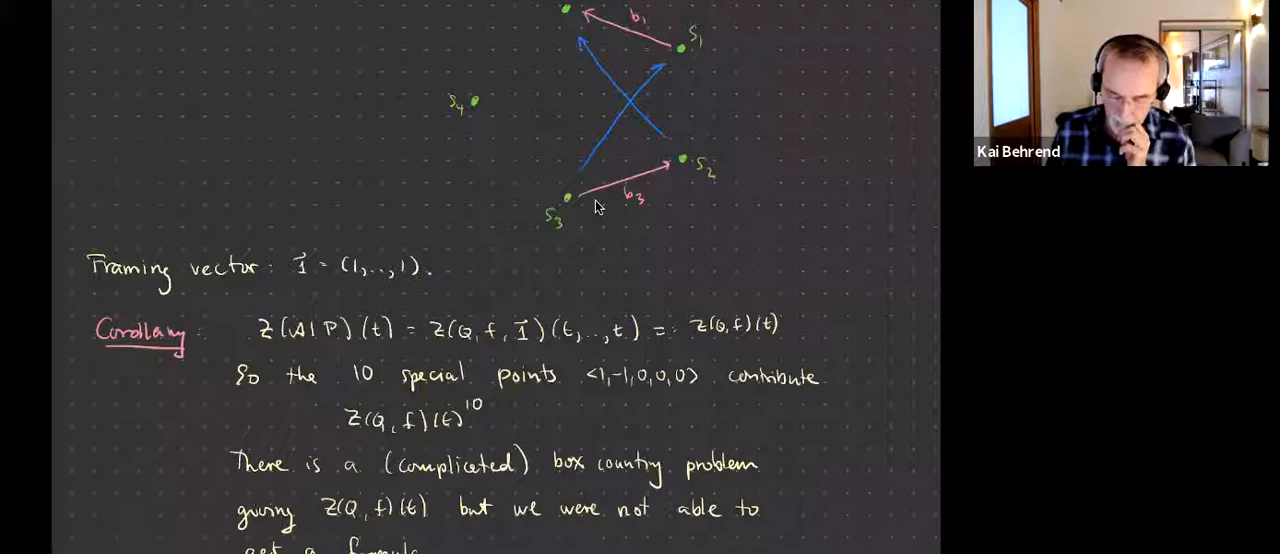 b₁
S₁
S₄
S₂
b₃
S₃
Kai Behrend
Framing vector: 1⃗ = (1,..,1).
Corollary: Z(A|P)(t) = Z(Q,f,1⃗)(t,...,t) =: Z(Q,f)(t)
So the 10 special points <1,-1,0,0,0> contribute
Z(Q,f)(t)¹⁰.
There is a (complicated) box counting problem
giving Z(Q,f)(t) but we were not able to
get a formula